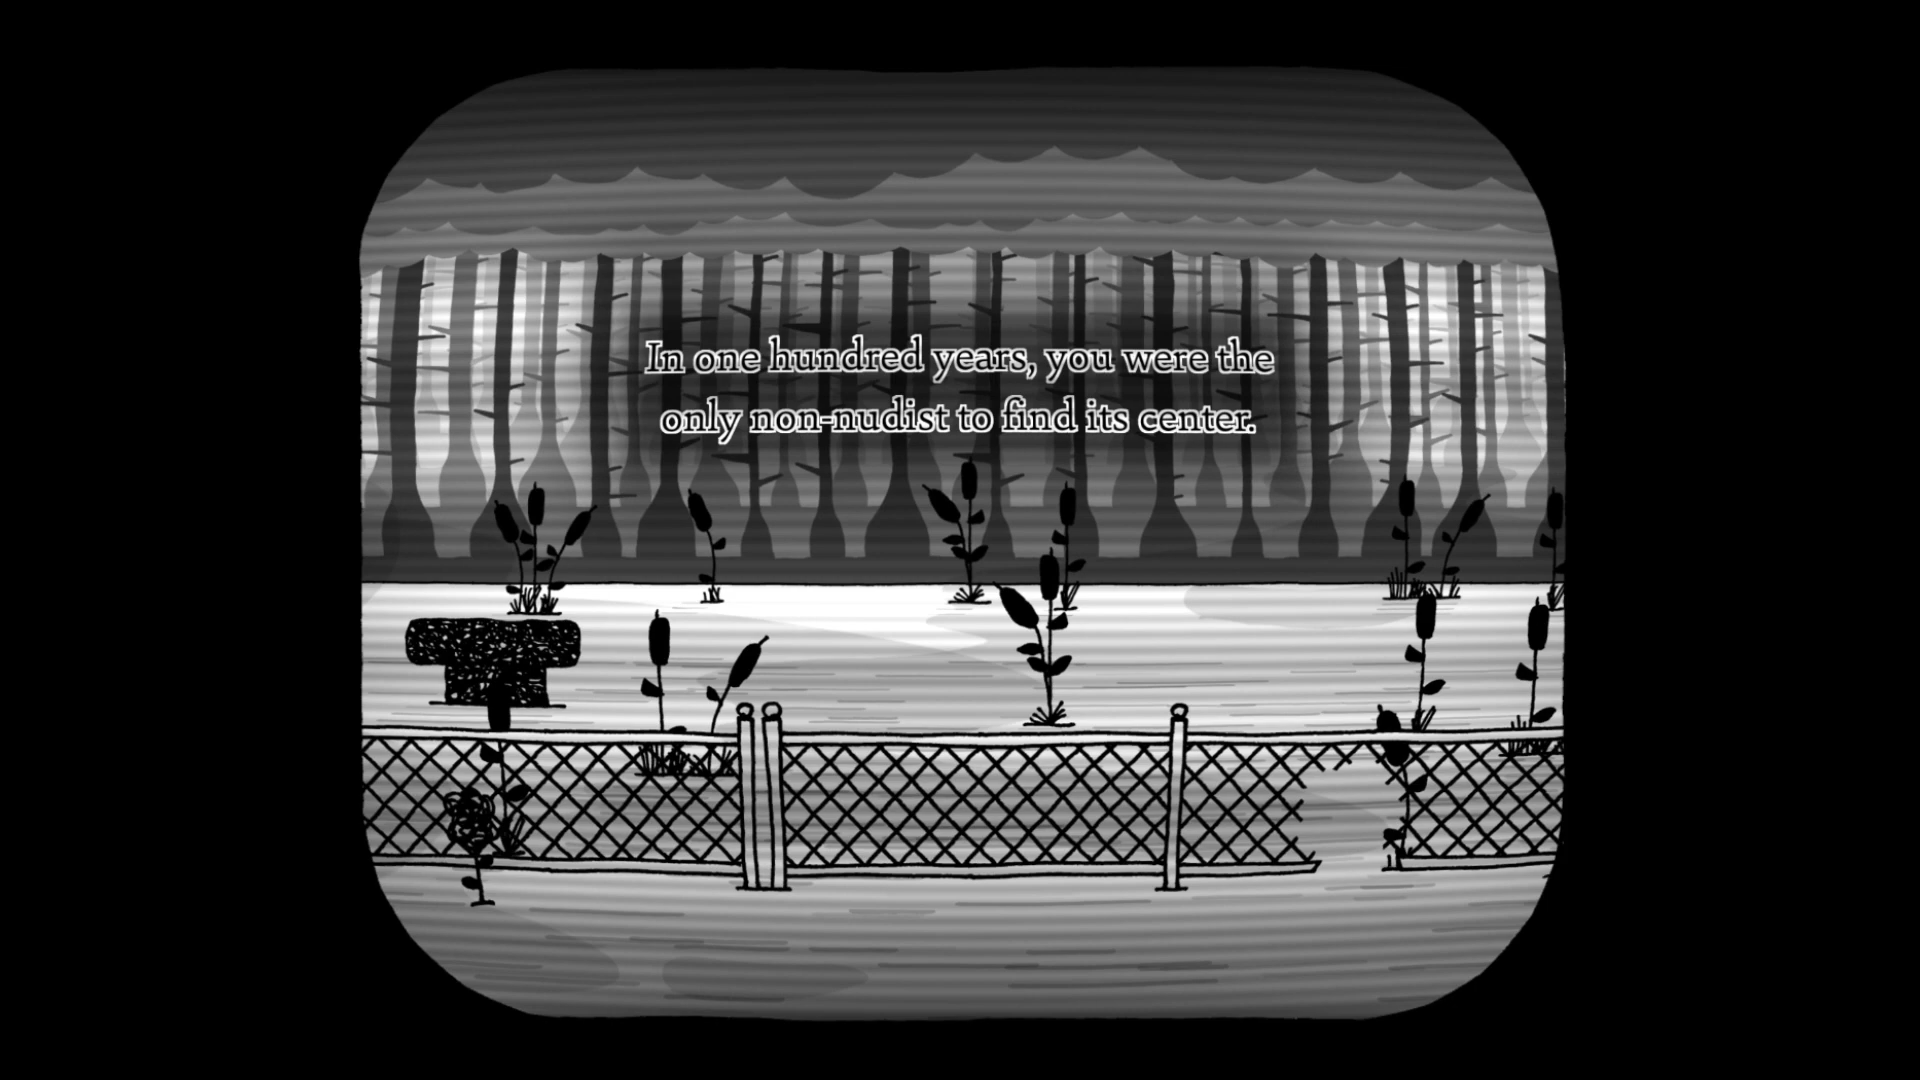 In one hundred years, you were the
only non-nudist to find its center.